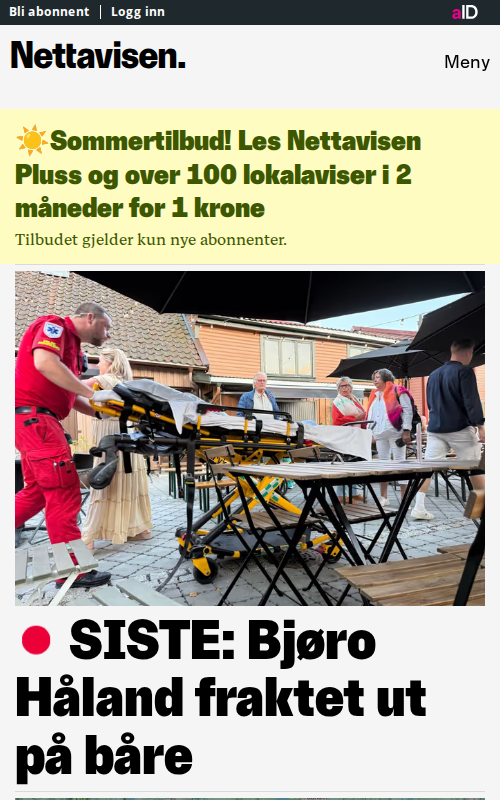 Bli abonnent
Logg inn
aID
Nettavisen.
Meny
☀️Sommertilbud! Les Nettavisen
Pluss og over 100 lokalaviser i 2
måneder for 1 krone
Tilbudet gjelder kun nye abonnenter.
SISTE: Bjøro
Håland fraktet ut
på båre